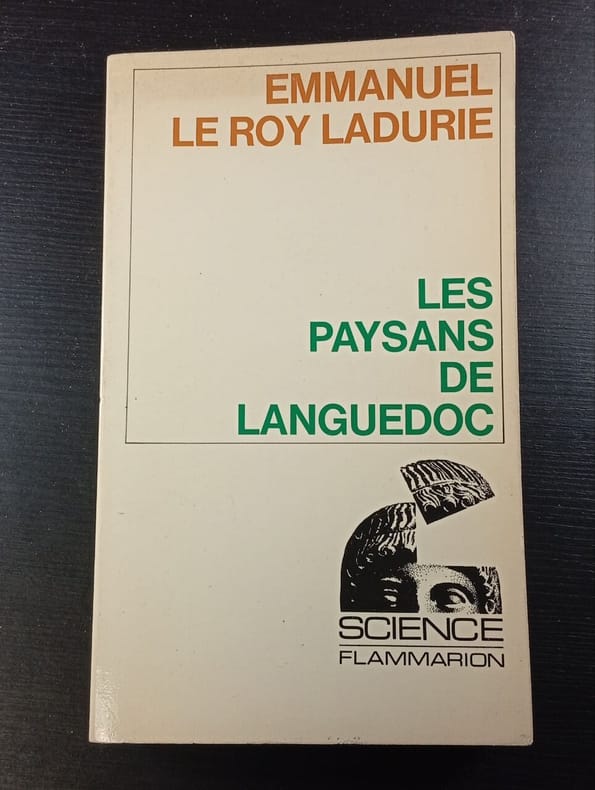 EMMANUEL
LE ROY LADURIE
LES
PAYSANS
DE
LANGUEDOC
SCIENCE
FLAMMARION